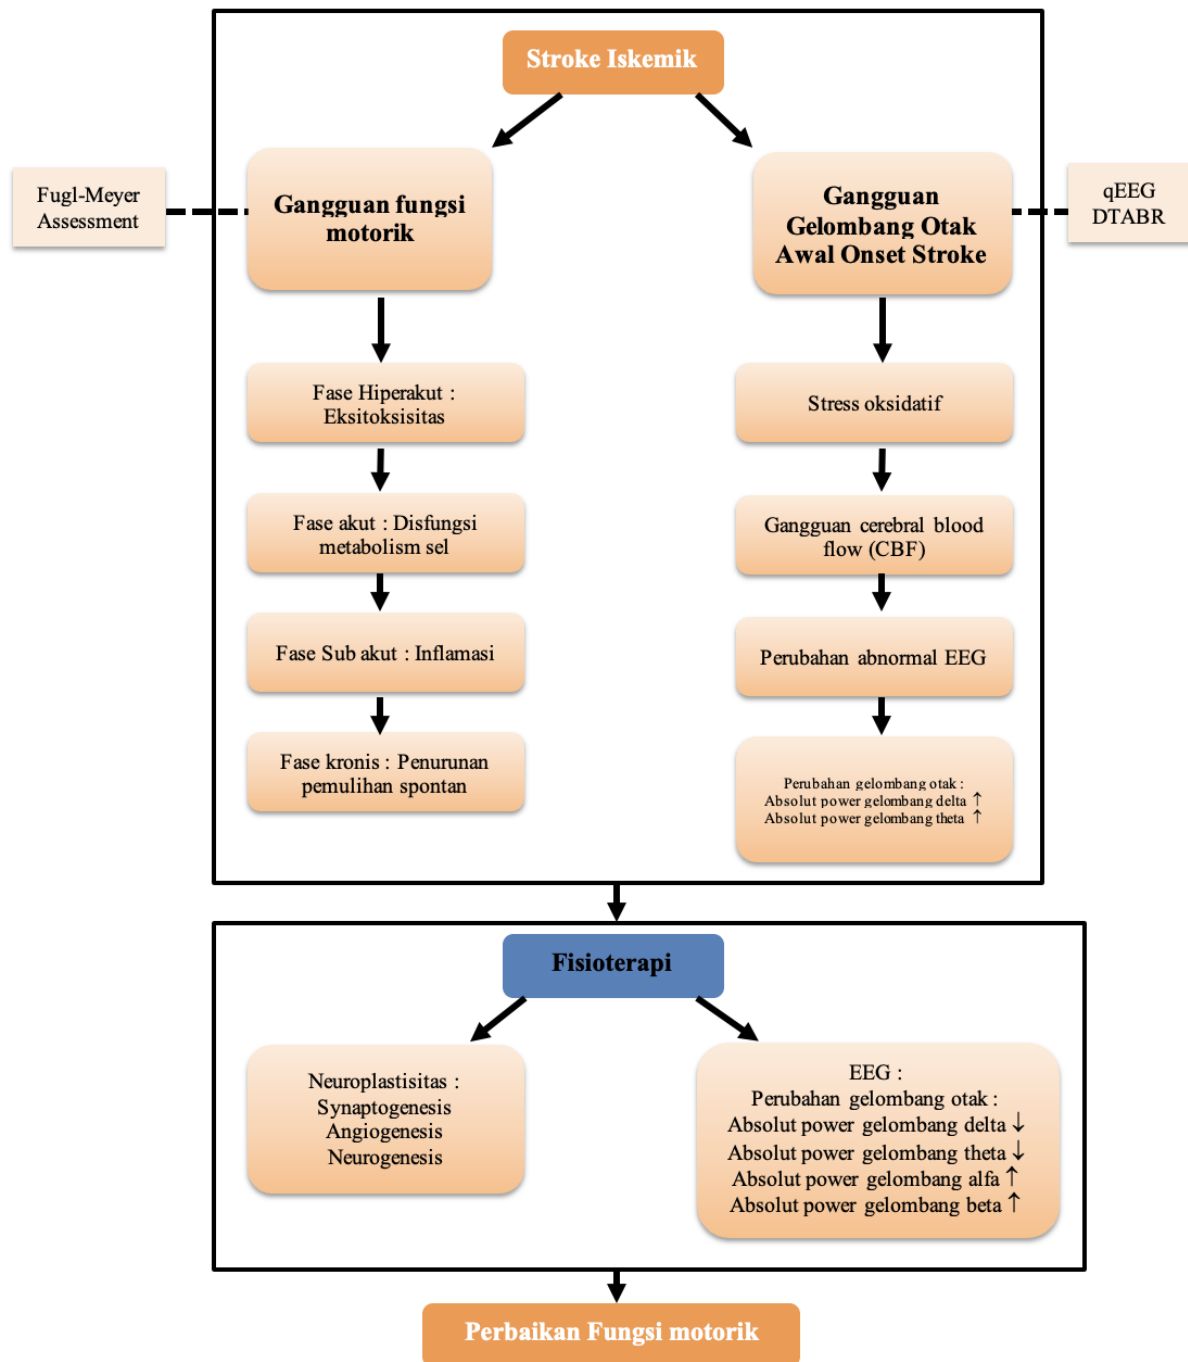 Stroke Iskemik
Fugl-Meyer
Assessment
Gangguan fungsi
motorik
Gangguan
Gelombang Otak
Awal Onset Stroke
qEEG
DTABR
Fase Hiperakut :
Eksitoksisitas
Stress oksidatif
Fase akut : Disfungsi
metabolism sel
Gangguan cerebral blood
flow (CBF)
Fase Sub akut : Inflamasi
Perubahan abnormal EEG
Fase kronis : Penurunan
pemulihan spontan
Perubahan gelombang otak :
Absolut power gelombang delta ↑
Absolut power gelombang theta ↑
Fisioterapi
Neuroplastisitas :
Synaptogenesis
Angiogenesis
Neurogenesis
EEG :
Perubahan gelombang otak :
Absolut power gelombang delta ↓
Absolut power gelombang theta ↓
Absolut power gelombang alfa ↑
Absolut power gelombang beta ↑
Perbaikan Fungsi motorik